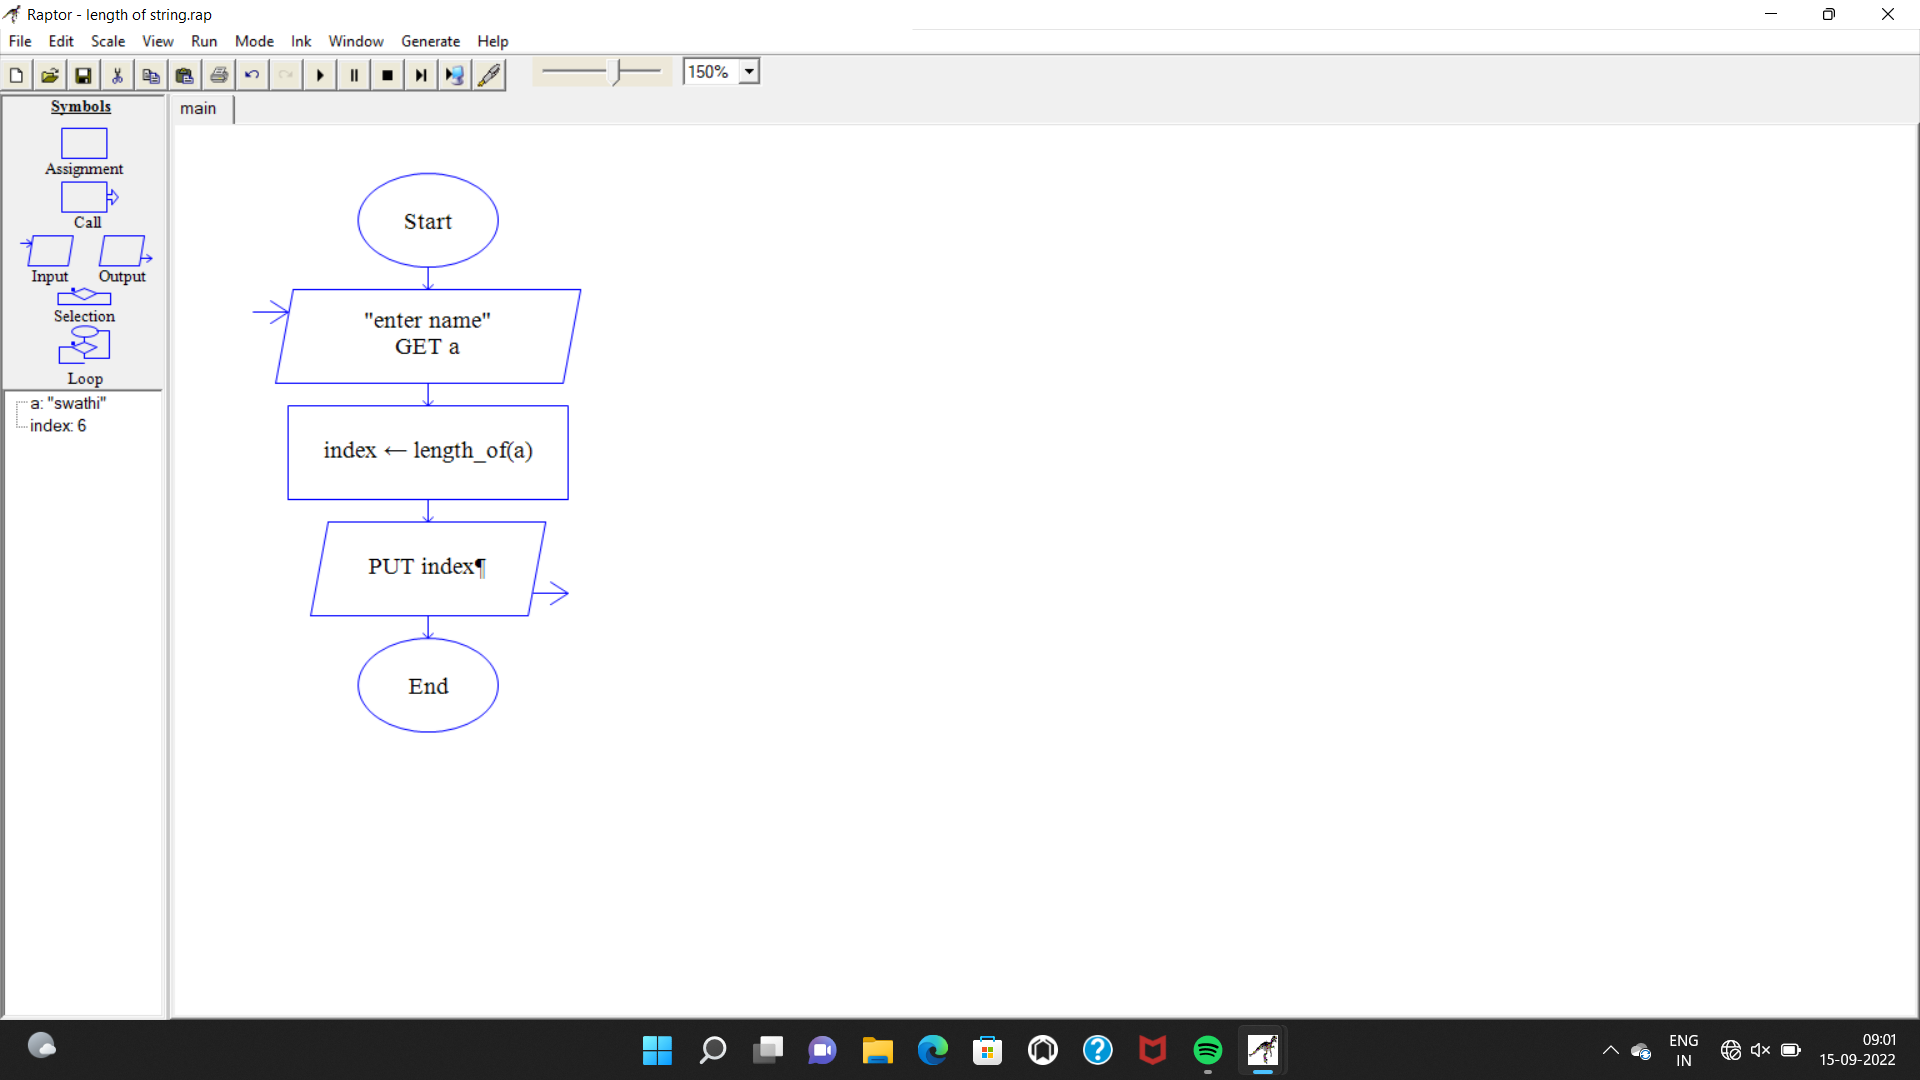 Raptor - length of string.rap
File Edit Scale View Run Mode Ink Window Generate Help
150%
Symbols
main
Assignment
Call
Input Output
Selection
Loop
a: "swathi"
index: 6
Start
"enter name"
GET a
index ← length_of(a)
PUT index¶
End
ENG
IN
09:01
15-09-2022